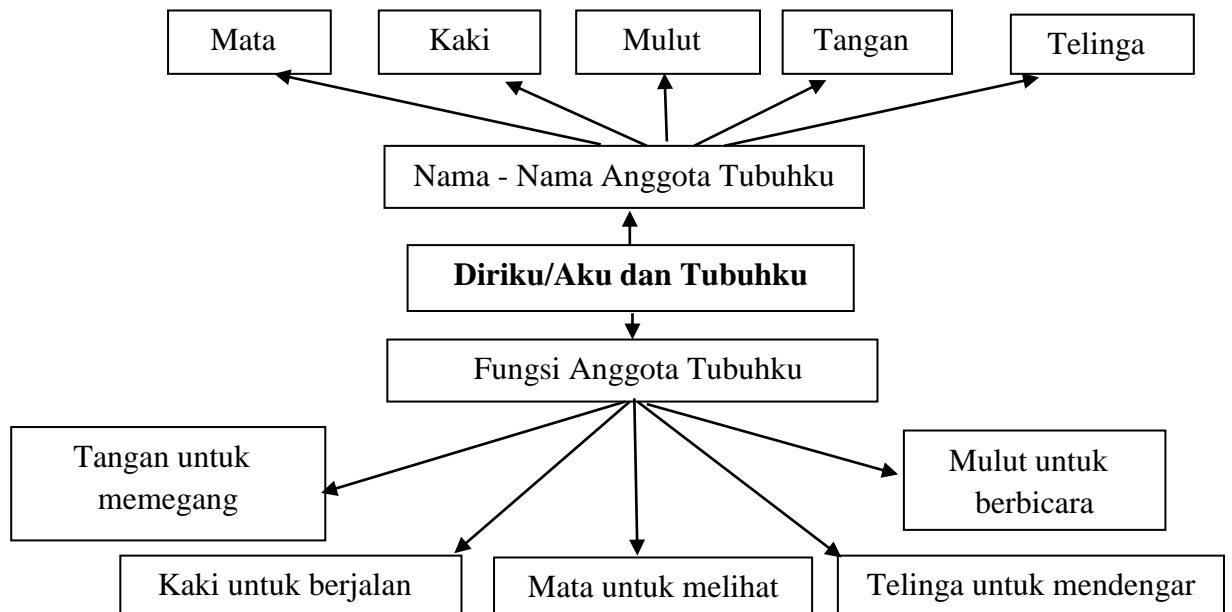 Mata
Kaki
Mulut
Tangan
Telinga
Nama - Nama Anggota Tubuhku
Diriku/Aku dan Tubuhku
Fungsi Anggota Tubuhku
Tangan untuk
memegang
Mulut untuk
berbicara
Kaki untuk berjalan
Mata untuk melihat
Telinga untuk mendengar